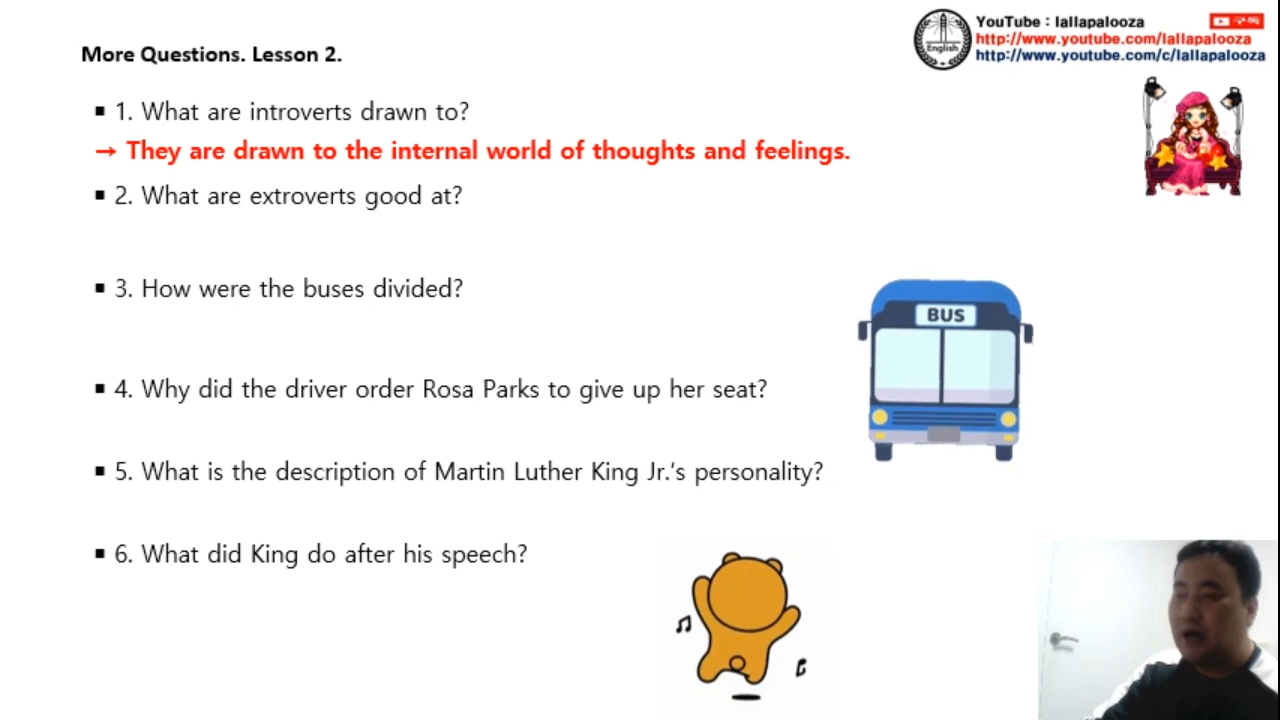 More Questions. Lesson 2.
English
YouTube : lallapalooza
구독
http://www.youtube.com/lallapalooza
http://www.youtube.com/c/lallapalooza
▪ 1. What are introverts drawn to?
→ They are drawn to the internal world of thoughts and feelings.
▪ 2. What are extroverts good at?
▪ 3. How were the buses divided?
BUS
▪ 4. Why did the driver order Rosa Parks to give up her seat?
▪ 5. What is the description of Martin Luther King Jr.'s personality?
▪ 6. What did King do after his speech?